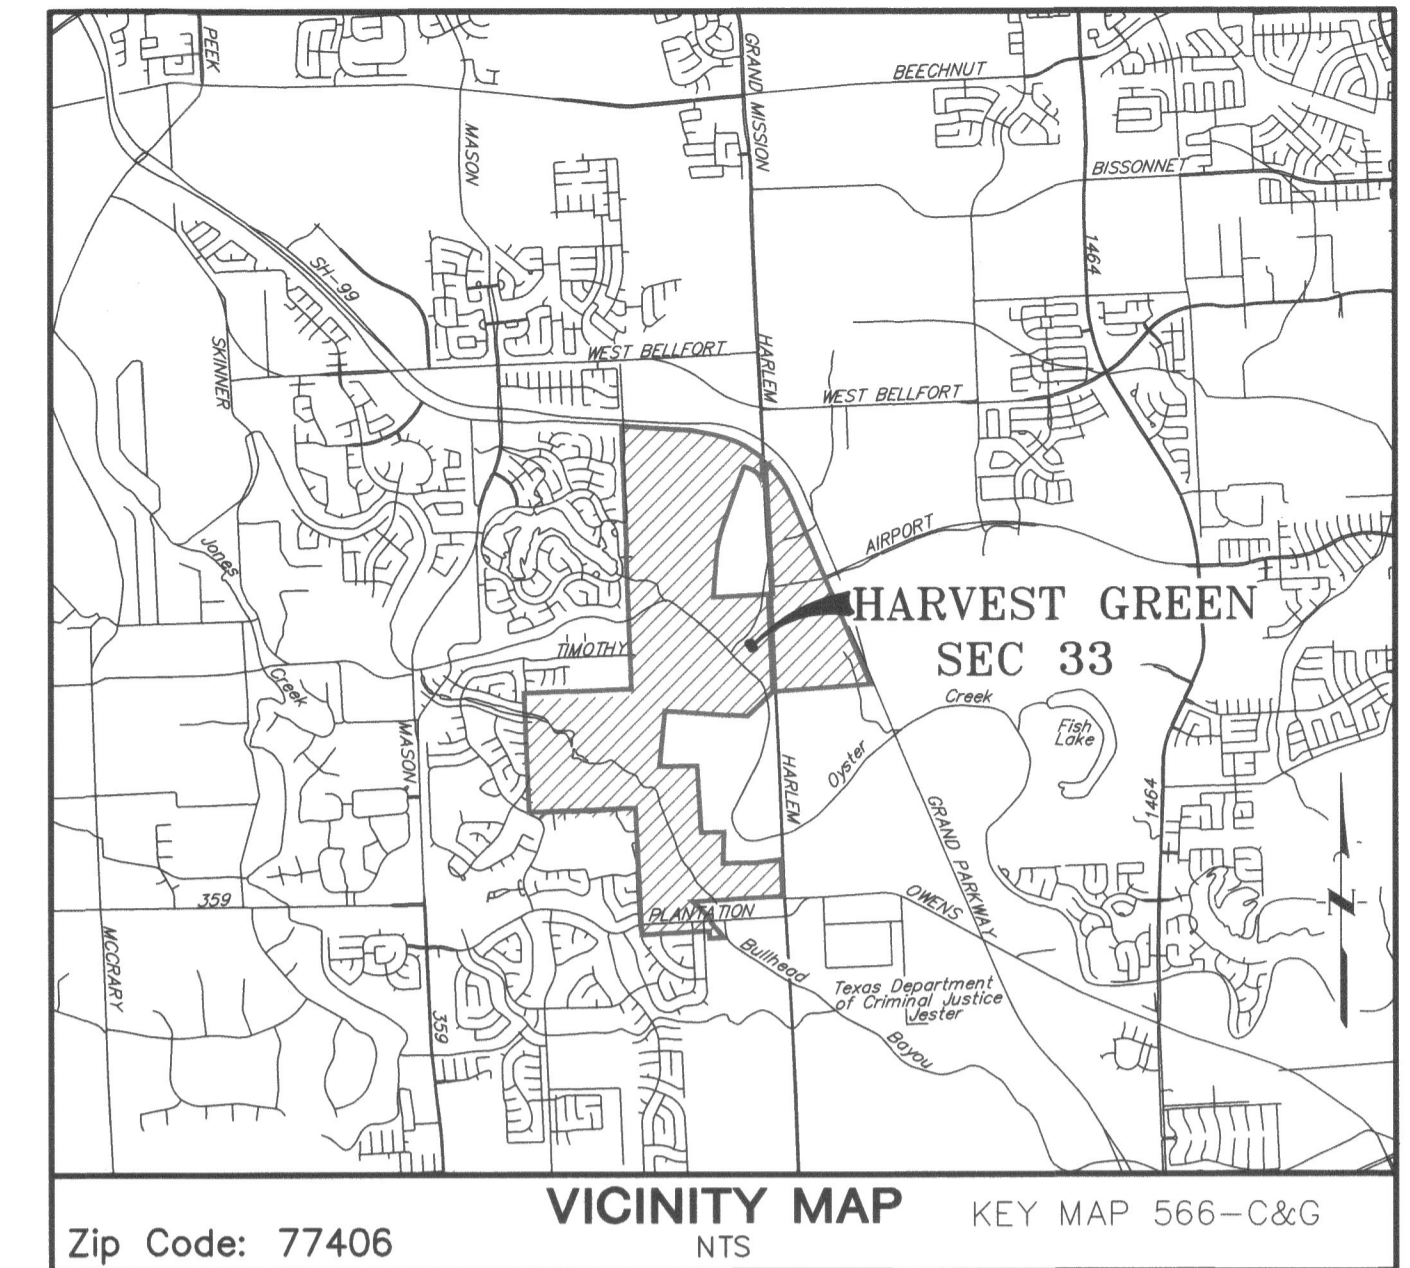 PEEK
GRAND MISSION
BEECHNUT
MASON
BISSONNET
1464
SH-99
SKINNER
WEST BELLFORT
HARLEM
WEST BELLFORT
AIRPORT
Jones
HARVEST GREEN
SEC 33
TIMOTHY
Creek
Creek
Fish
Lake
MASON
Oyster
HARLEM
1464
GRAND PARKWAY
359
OWENS
PLANTATION
N
MCCRARY
Bullhead
Texas Department
of Criminal Justice
Jester
359
Bayou
VICINITY MAP
KEY MAP 566-C&G
Zip Code: 77406
NTS